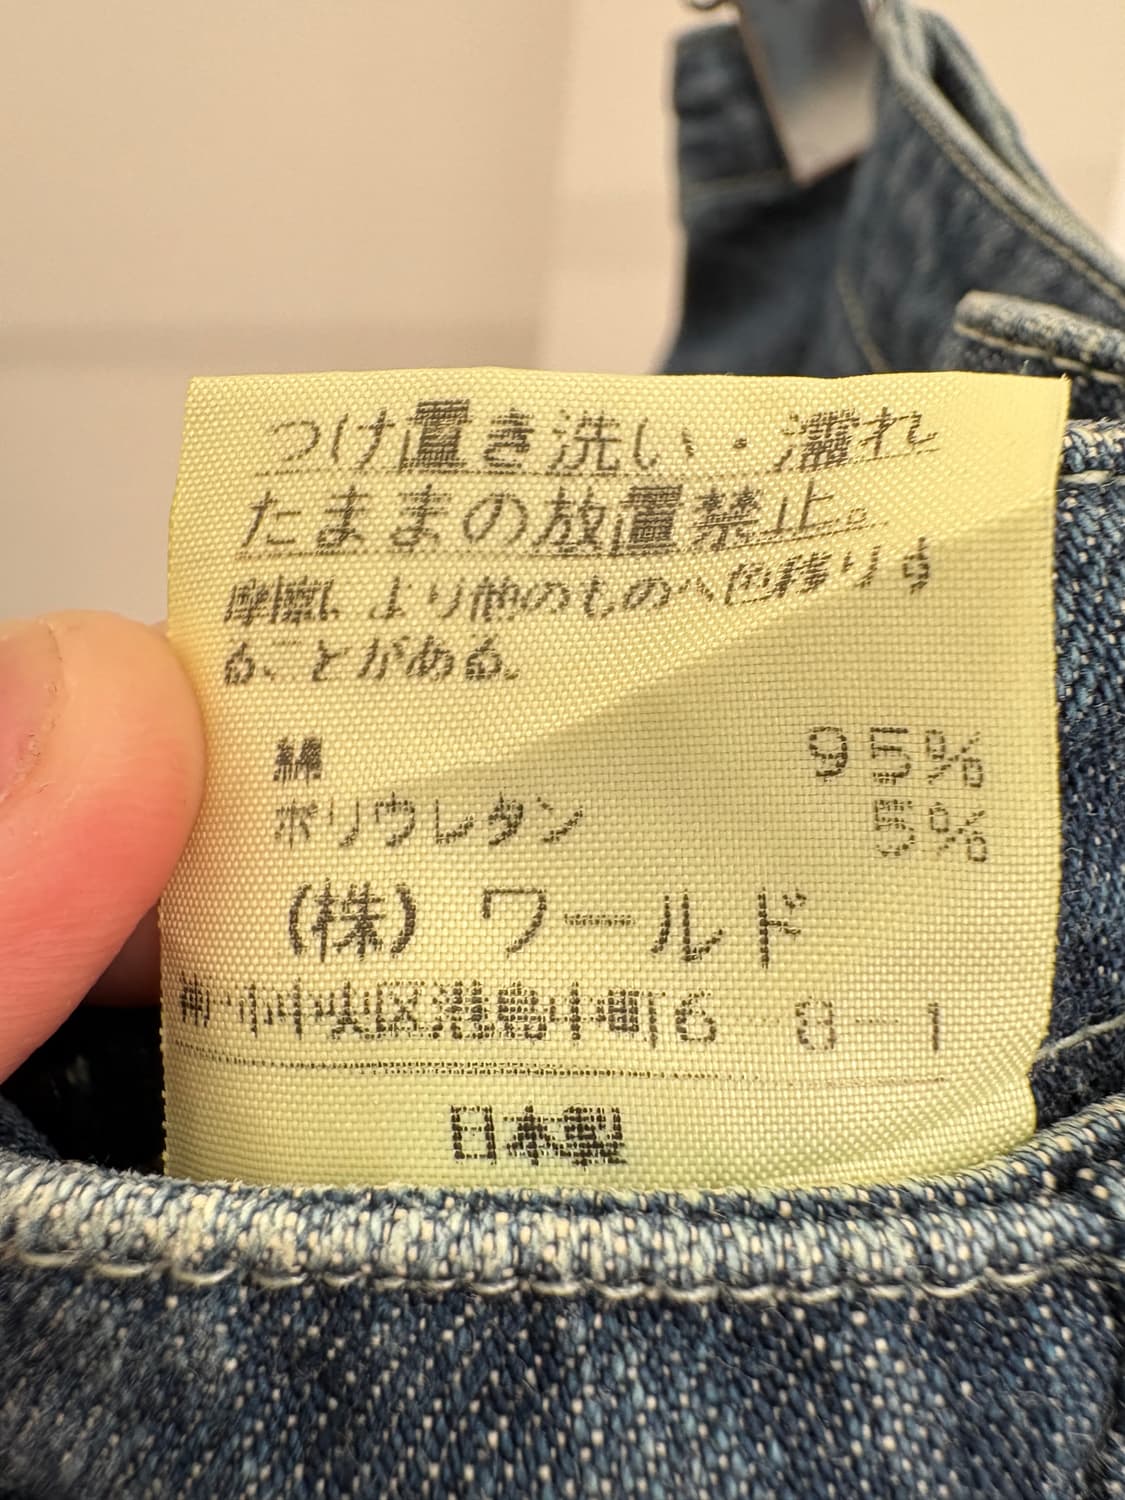 つけ置き洗い・濡れ
たままの放置禁止。
摩擦により他のものへ色移りす
ることがある。
綿 95%
ポリウレタン 5%
(株) ワールド
中央区港島中町6-8-1
日本製